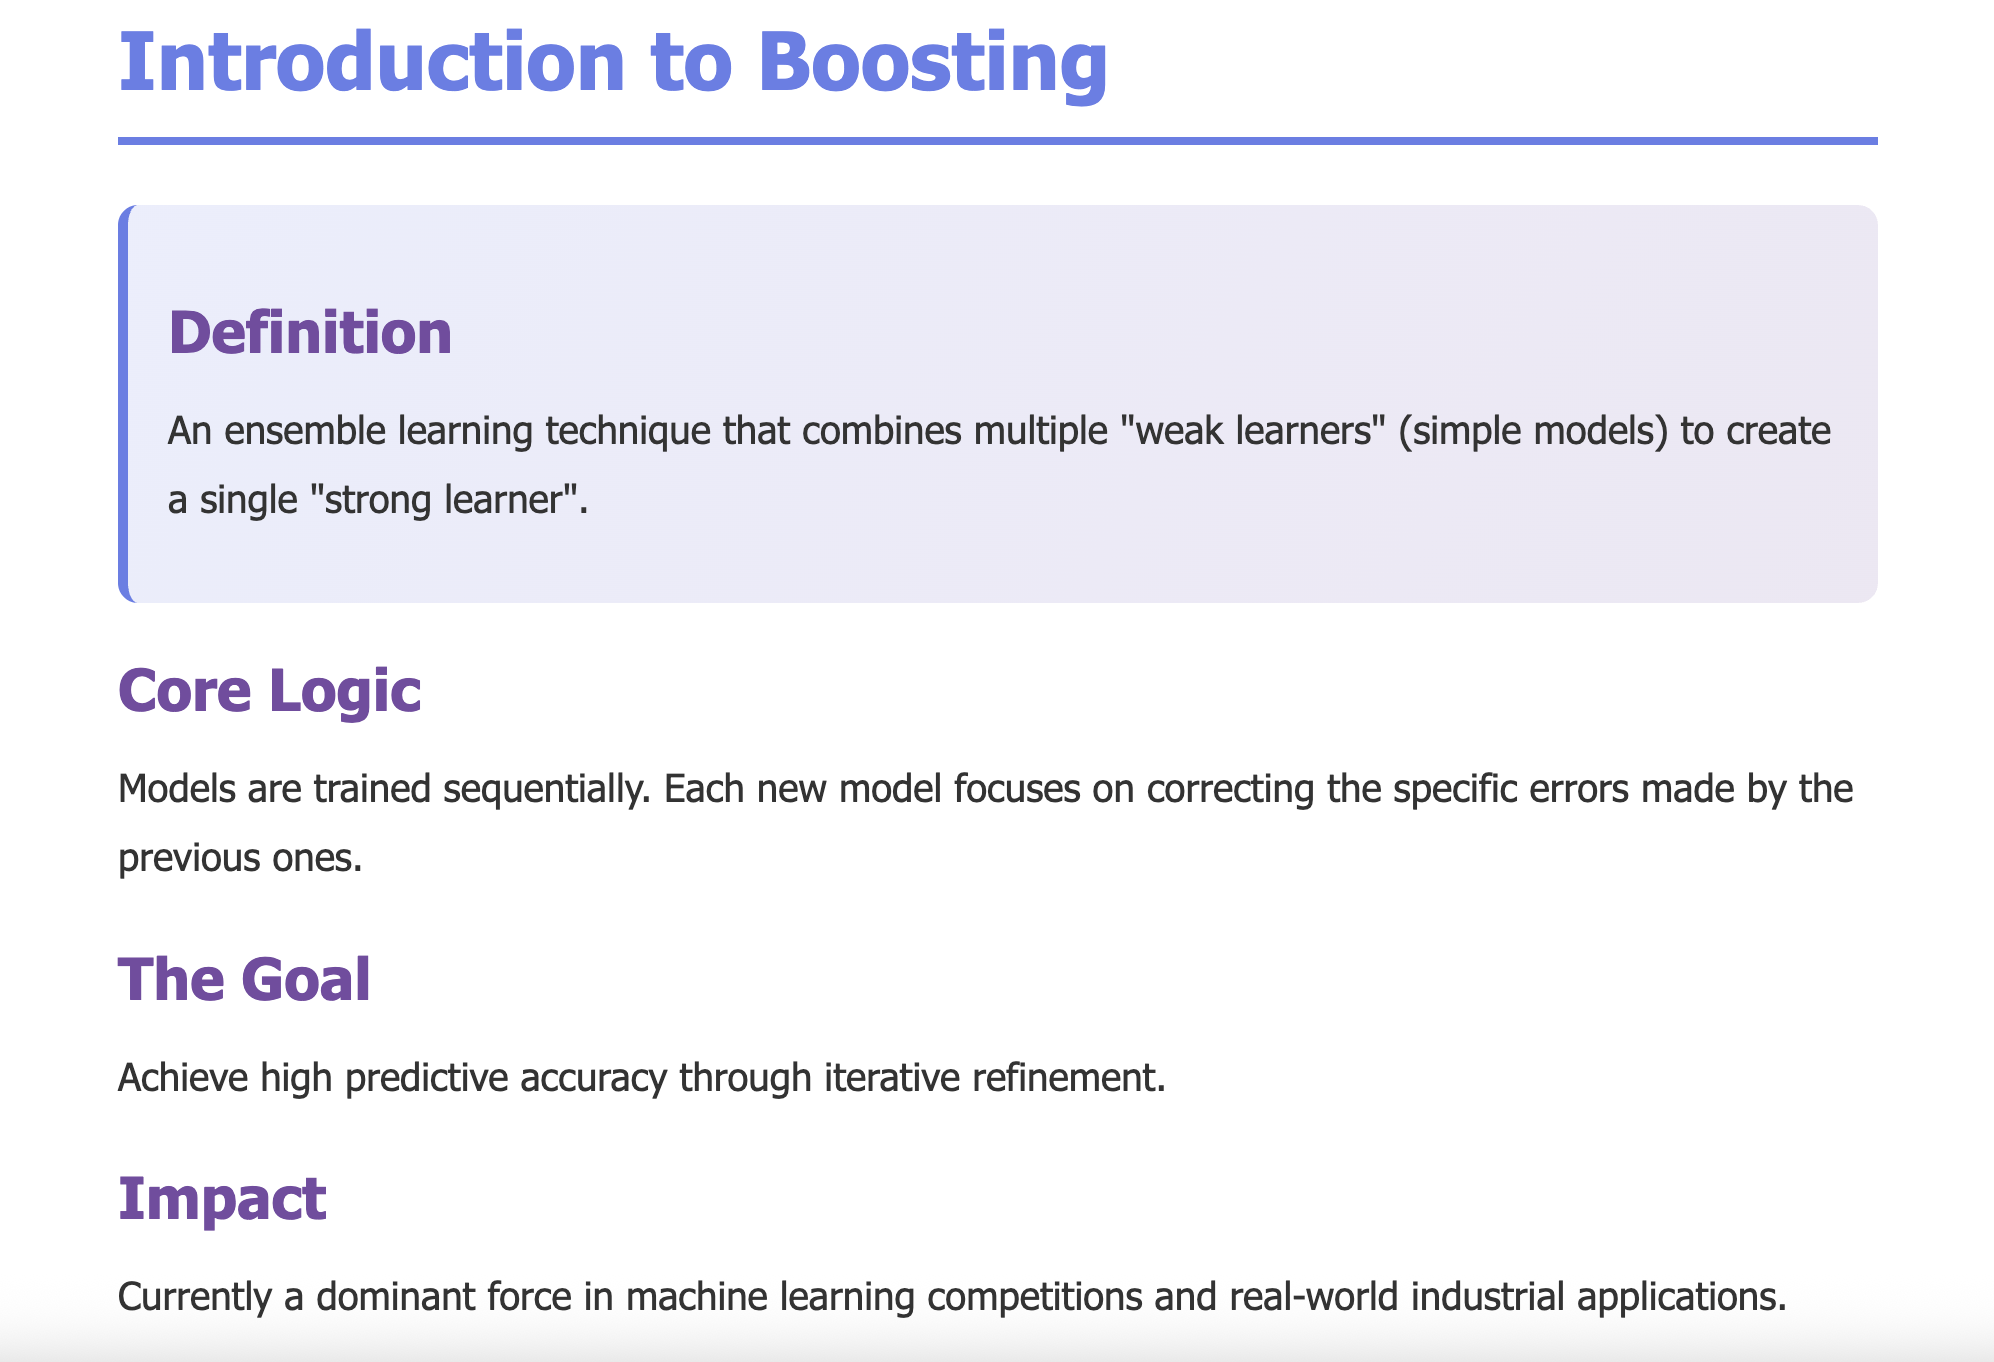 Introduction to Boosting
Definition
An ensemble learning technique that combines multiple "weak learners" (simple models) to create
a single "strong learner".
Core Logic
Models are trained sequentially. Each new model focuses on correcting the specific errors made by the
previous ones.
The Goal
Achieve high predictive accuracy through iterative refinement.
Impact
Currently a dominant force in machine learning competitions and real-world industrial applications.